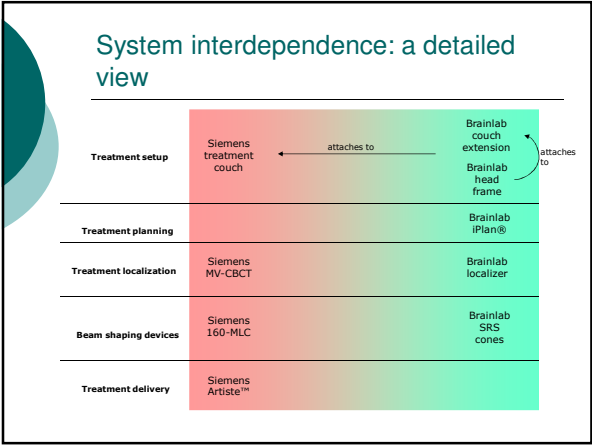 System interdependence: a detailed
view
Treatment setup
Siemens
treatment
couch
attaches to
Brainlab
couch
extension
Brainlab
head
frame
attaches
to
Treatment planning
Brainlab
iPlan®
Treatment localization
Siemens
MV-CBCT
Brainlab
localizer
Beam shaping devices
Siemens
160-MLC
Brainlab
SRS
cones
Treatment delivery
Siemens
Artiste™